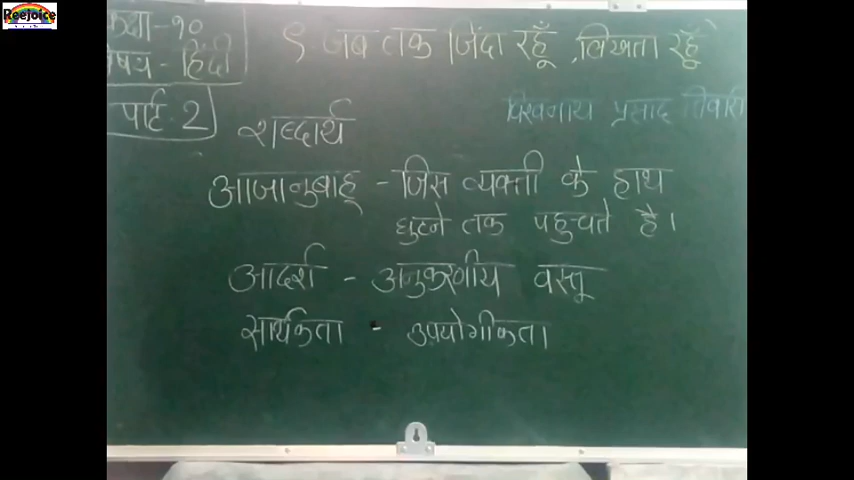 Reejoice
कक्षा-१०
विषय - हिंदी
पार्ट 2
९ जब तक जिंदा रहूँ, लिखता रहूँ
विश्वनाथ प्रसाद तिवारी
शब्दार्थ
आजानुबाहू - जिस व्यक्ती के हाथ
घुटने तक पहुचते है।
आदर्श - अनुकरणीय वस्तू
सार्थकता - उपयोगीकता।